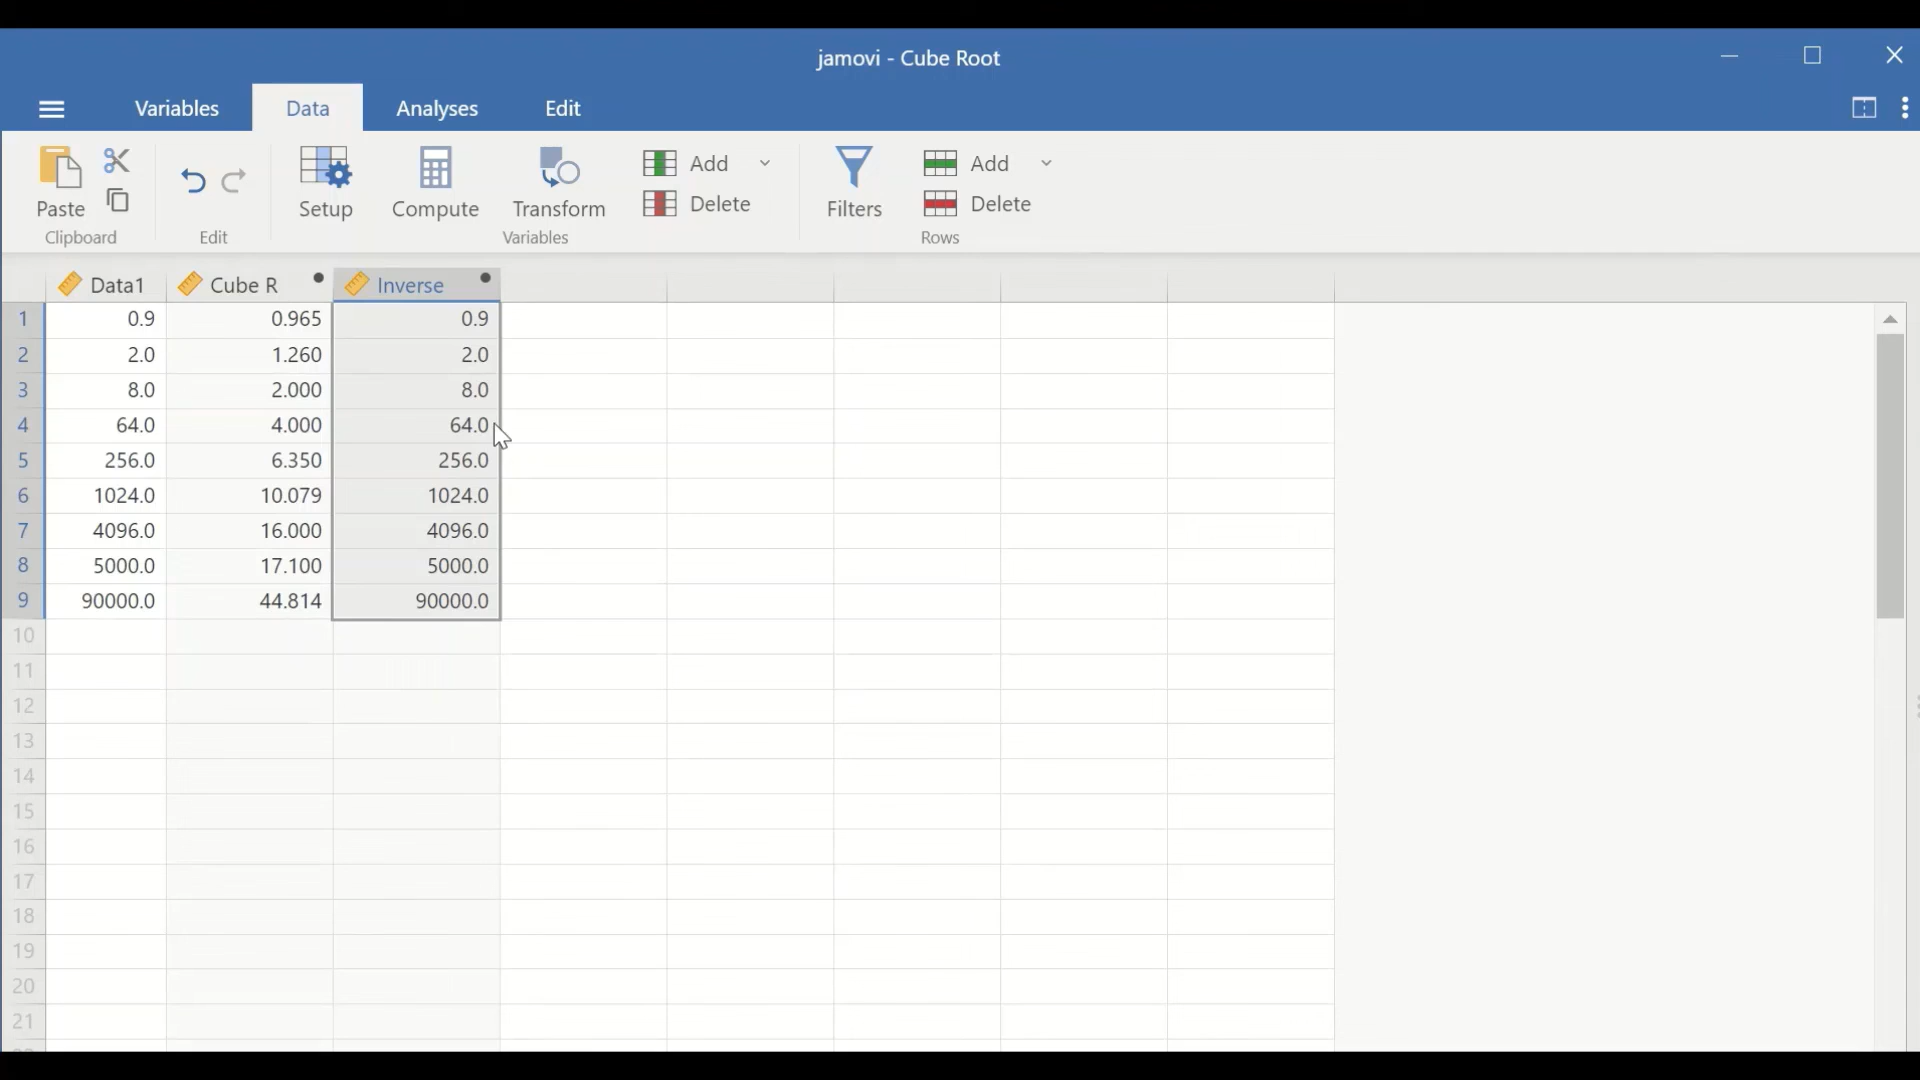 jamovi - Cube Root
Variables Data Analyses Edit
Paste Setup Compute Transform Add Delete Filters Add Delete
Clipboard Edit Variables Rows
Data1 Cube R Inverse
1 0.9 0.965 0.9
2 2.0 1.260 2.0
3 8.0 2.000 8.0
4 64.0 4.000 64.0
5 256.0 6.350 256.0
6 1024.0 10.079 1024.0
7 4096.0 16.000 4096.0
8 5000.0 17.100 5000.0
9 90000.0 44.814 90000.0
10
11
12
13
14
15
16
17
18
19
20
21